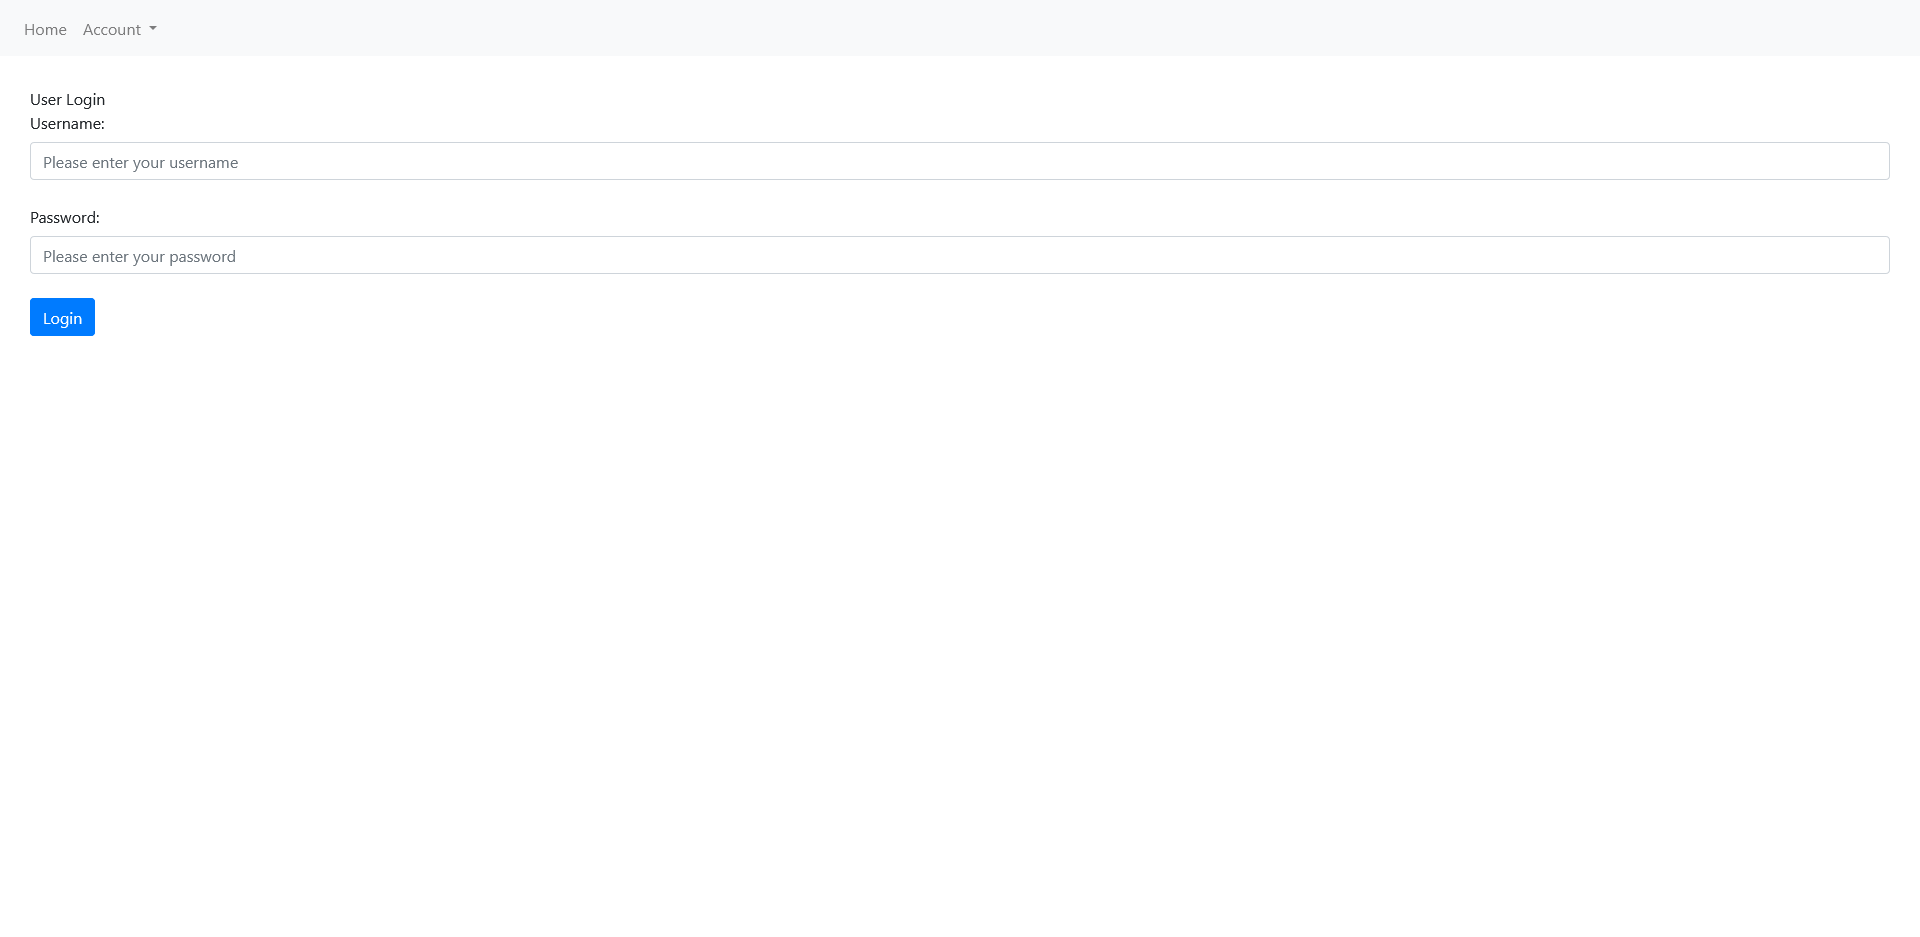 Home Account
User Login
Username:
Please enter your username
Password:
Please enter your password
Login